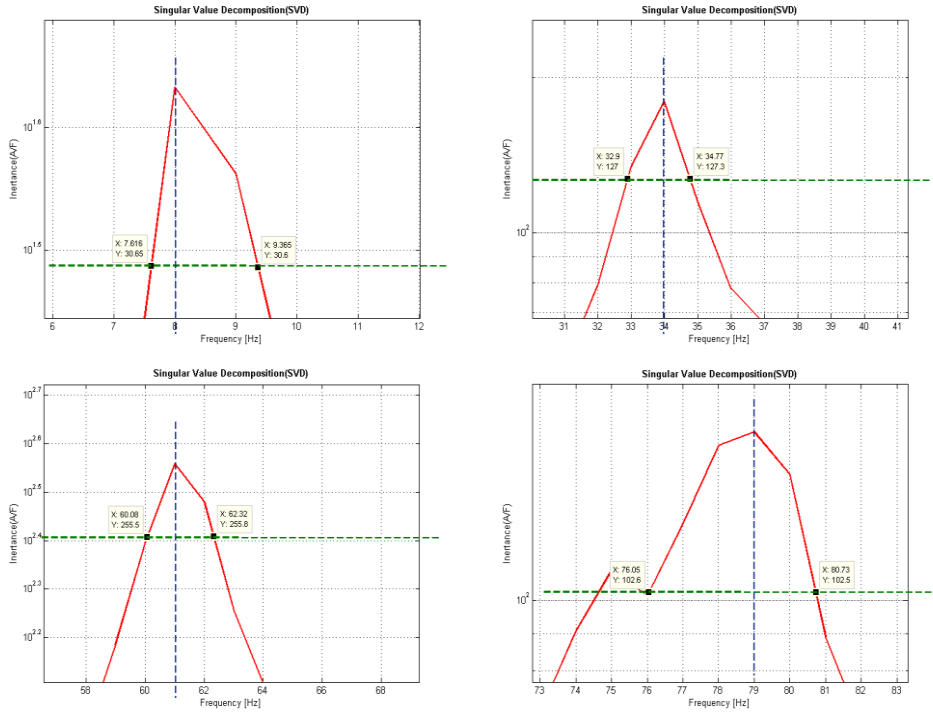 Singular Value Decomposition(SVD)
10^1.6
10^1.5
Inertance(A/F)
X: 7.616
Y: 30.65
X: 9.365
Y: 30.6
6 7 8 9 10 11 12
Frequency [Hz]
Singular Value Decomposition(SVD)
10^2
Inertance(A/F)
X: 32.9
Y: 127
X: 34.77
Y: 127.3
31 32 33 34 35 36 37 38 39 40 41
Frequency [Hz]
Singular Value Decomposition(SVD)
10^2.7
10^2.6
10^2.5
10^2.4
10^2.3
10^2.2
Inertance(A/F)
X: 60.08
Y: 255.5
X: 62.32
Y: 255.8
58 60 62 64 66 68
Frequency [Hz]
Singular Value Decomposition(SVD)
10^2
Inertance(A/F)
X: 76.05
Y: 102.6
X: 80.73
Y: 102.5
73 74 75 76 77 78 79 80 81 82 83
Frequency [Hz]